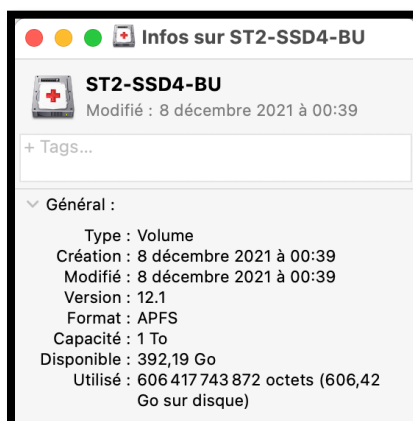 Infos sur ST2-SSD4-BU
ST2-SSD4-BU
Modifié : 8 décembre 2021 à 00:39
+ Tags...
Général :
Type : Volume
Création : 8 décembre 2021 à 00:39
Modifié : 8 décembre 2021 à 00:39
Version : 12.1
Format : APFS
Capacité : 1 To
Disponible : 392,19 Go
Utilisé : 606 417 743 872 octets (606,42
Go sur disque)